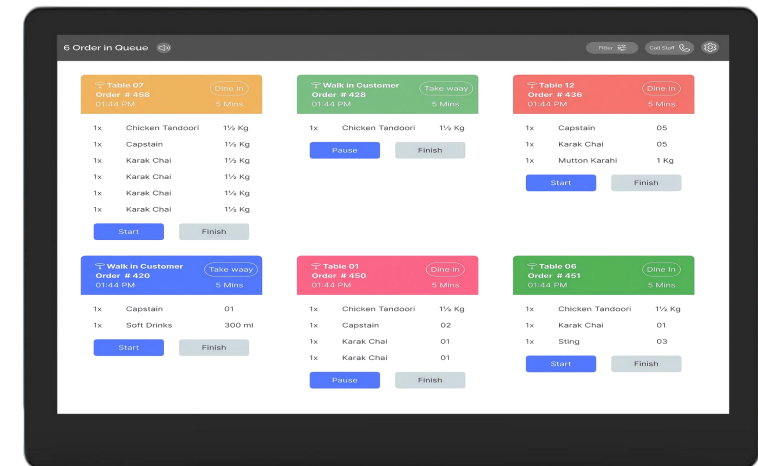 6 Order in Queue
Filter
Call Staff
Table 07
Dine In
Order # 456
01:44 PM 5 Mins
1x Chicken Tandoori 1½ Kg
1x Capstain 1½ Kg
1x Karak Chai 1½ Kg
1x Karak Chai 1½ Kg
1x Karak Chai 1½ Kg
1x Karak Chai 1½ Kg
Start Finish
Walk in Customer
Take waay
Order # 428
01:44 PM 5 Mins
1x Chicken Tandoori 1½ Kg
Pause Finish
Table 12
Dine In
Order # 436
01:44 PM 5 Mins
1x Capstain 05
1x Karak Chai 05
1x Mutton Karahi 1 Kg
Start Finish
Walk in Customer
Take waay
Order # 420
01:44 PM 5 Mins
1x Capstain 01
1x Soft Drinks 300 ml
Start Finish
Table 01
Dine In
Order # 450
01:44 PM 5 Mins
1x Chicken Tandoori 1½ Kg
1x Capstain 02
1x Karak Chai 01
1x Karak Chai 01
Pause Finish
Table 06
Dine In
Order # 451
01:44 PM 5 Mins
1x Chicken Tandoori 1½ Kg
1x Karak Chai 01
1x Sting 03
Start Finish